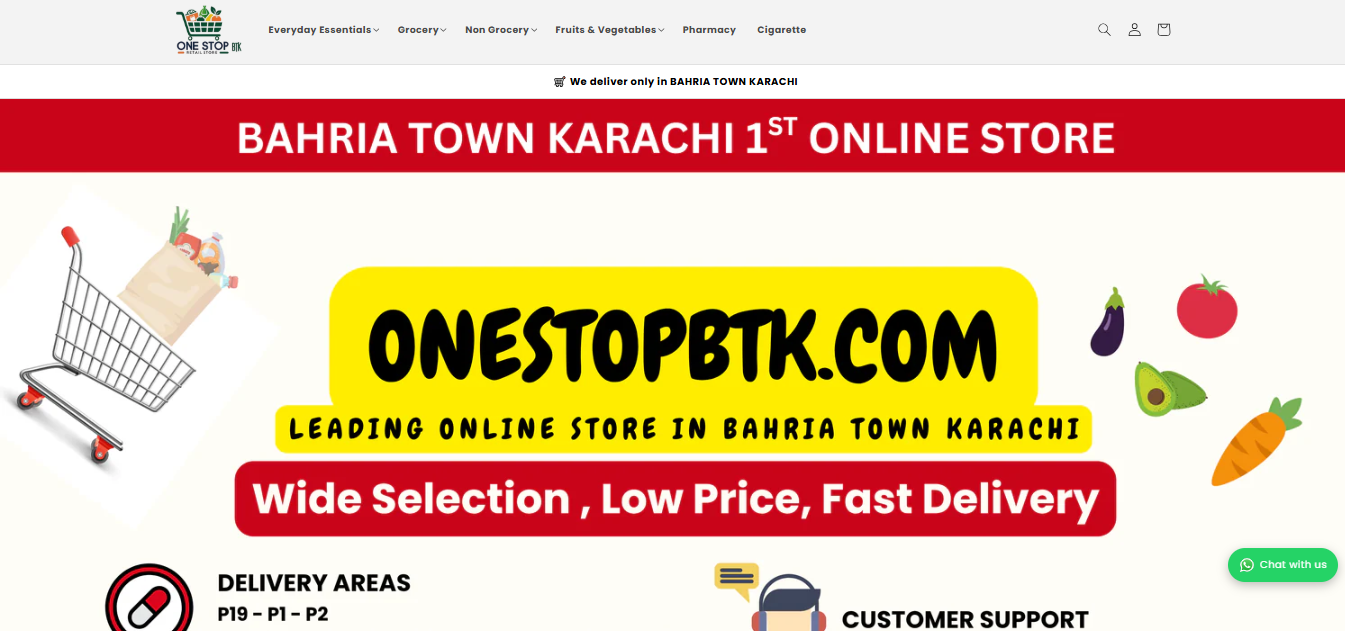 ONE STOP BTK
RETAIL STORE
Everyday Essentials
Grocery
Non Grocery
Fruits & Vegetables
Pharmacy
Cigarette
We deliver only in BAHRIA TOWN KARACHI
BAHRIA TOWN KARACHI 1ST ONLINE STORE
ONESTOPBTK.COM
LEADING ONLINE STORE IN BAHRIA TOWN KARACHI
Wide Selection , Low Price, Fast Delivery
DELIVERY AREAS
P19 - P1 - P2
CUSTOMER SUPPORT
Chat with us